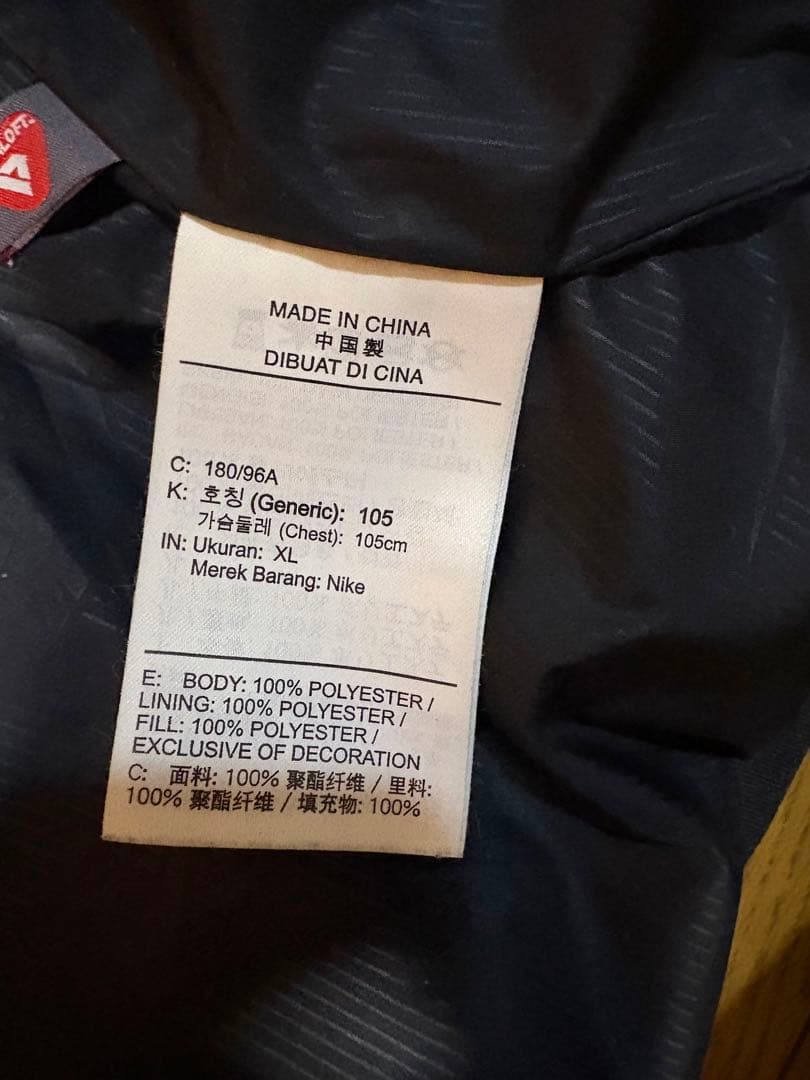 LOFT
MADE IN CHINA
中国製
DIBUAT DI CINA
C: 180/96A
K: 호칭 (Generic): 105
가슴둘레 (Chest): 105cm
IN: Ukuran: XL
Merek Barang: Nike
E: BODY: 100% POLYESTER /
LINING: 100% POLYESTER /
FILL: 100% POLYESTER /
EXCLUSIVE OF DECORATION
C: 面料: 100% 聚酯纤维 / 里料:
100% 聚酯纤维 / 填充物: 100%